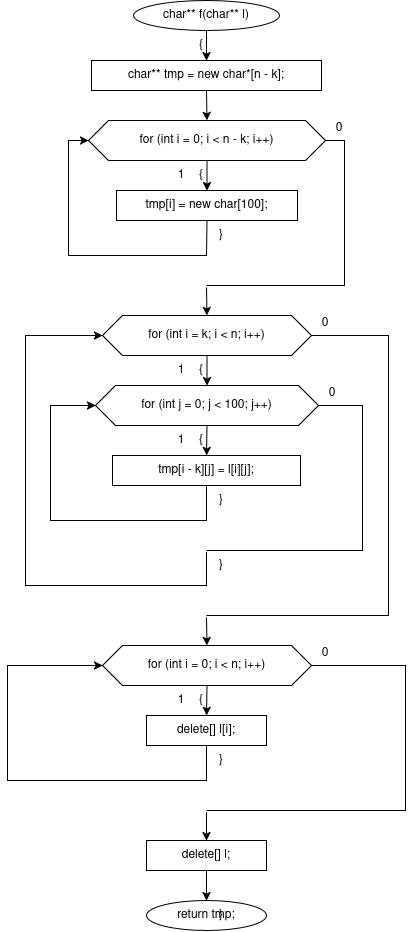 char** f(char** l)
{
char** tmp = new char*[n - k];
for (int i = 0; i < n - k; i++)
0
1 {
tmp[i] = new char[100];
}
for (int i = k; i < n; i++)
0
1 {
for (int j = 0; j < 100; j++)
0
1 {
tmp[i - k][j] = l[i][j];
}
}
for (int i = 0; i < n; i++)
0
1 {
delete[] l[i];
}
delete[] l;
return tmp;
}